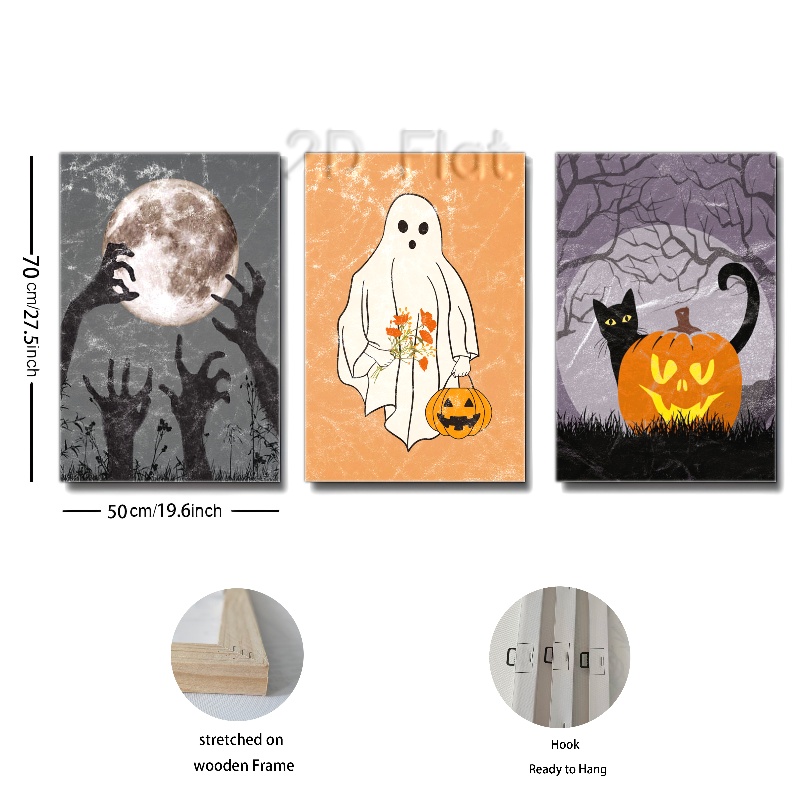 2D Flat
70 cm/27.5inch
50 cm/19.6inch
stretched on
wooden Frame
Hook
Ready to Hang